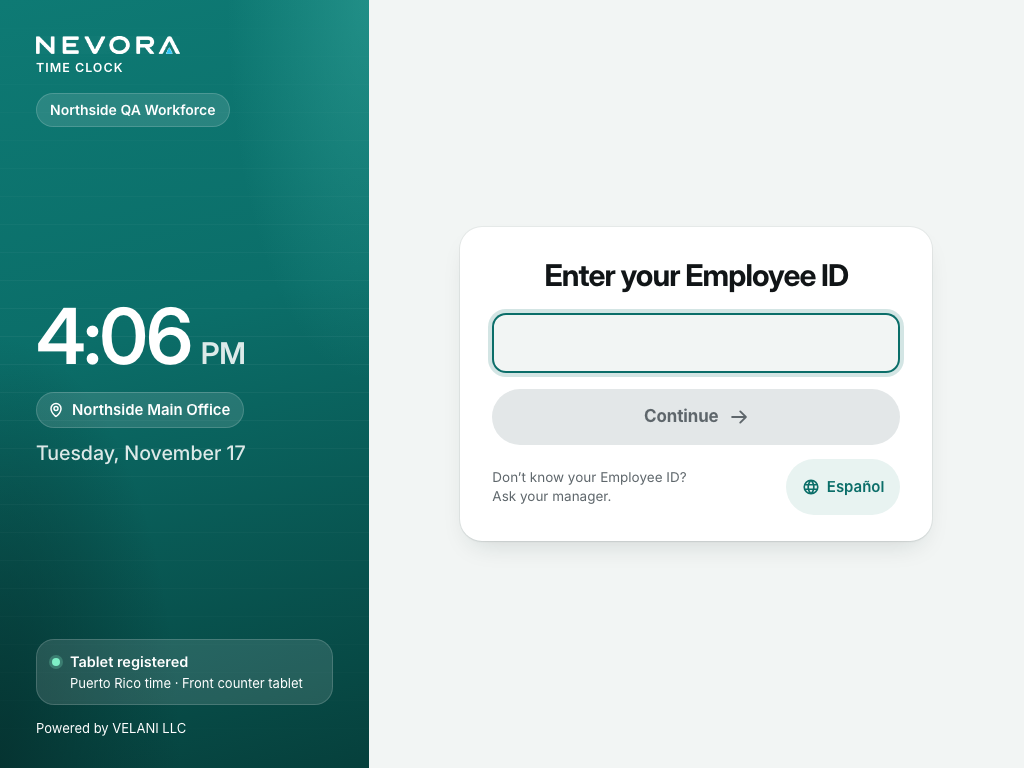 NEVORA
TIME CLOCK
Northside QA Workforce
4:06 PM
Northside Main Office
Tuesday, November 17
Tablet registered
Puerto Rico time · Front counter tablet
Powered by VELANI LLC
Enter your Employee ID
Continue
Don’t know your Employee ID?
Ask your manager.
Español